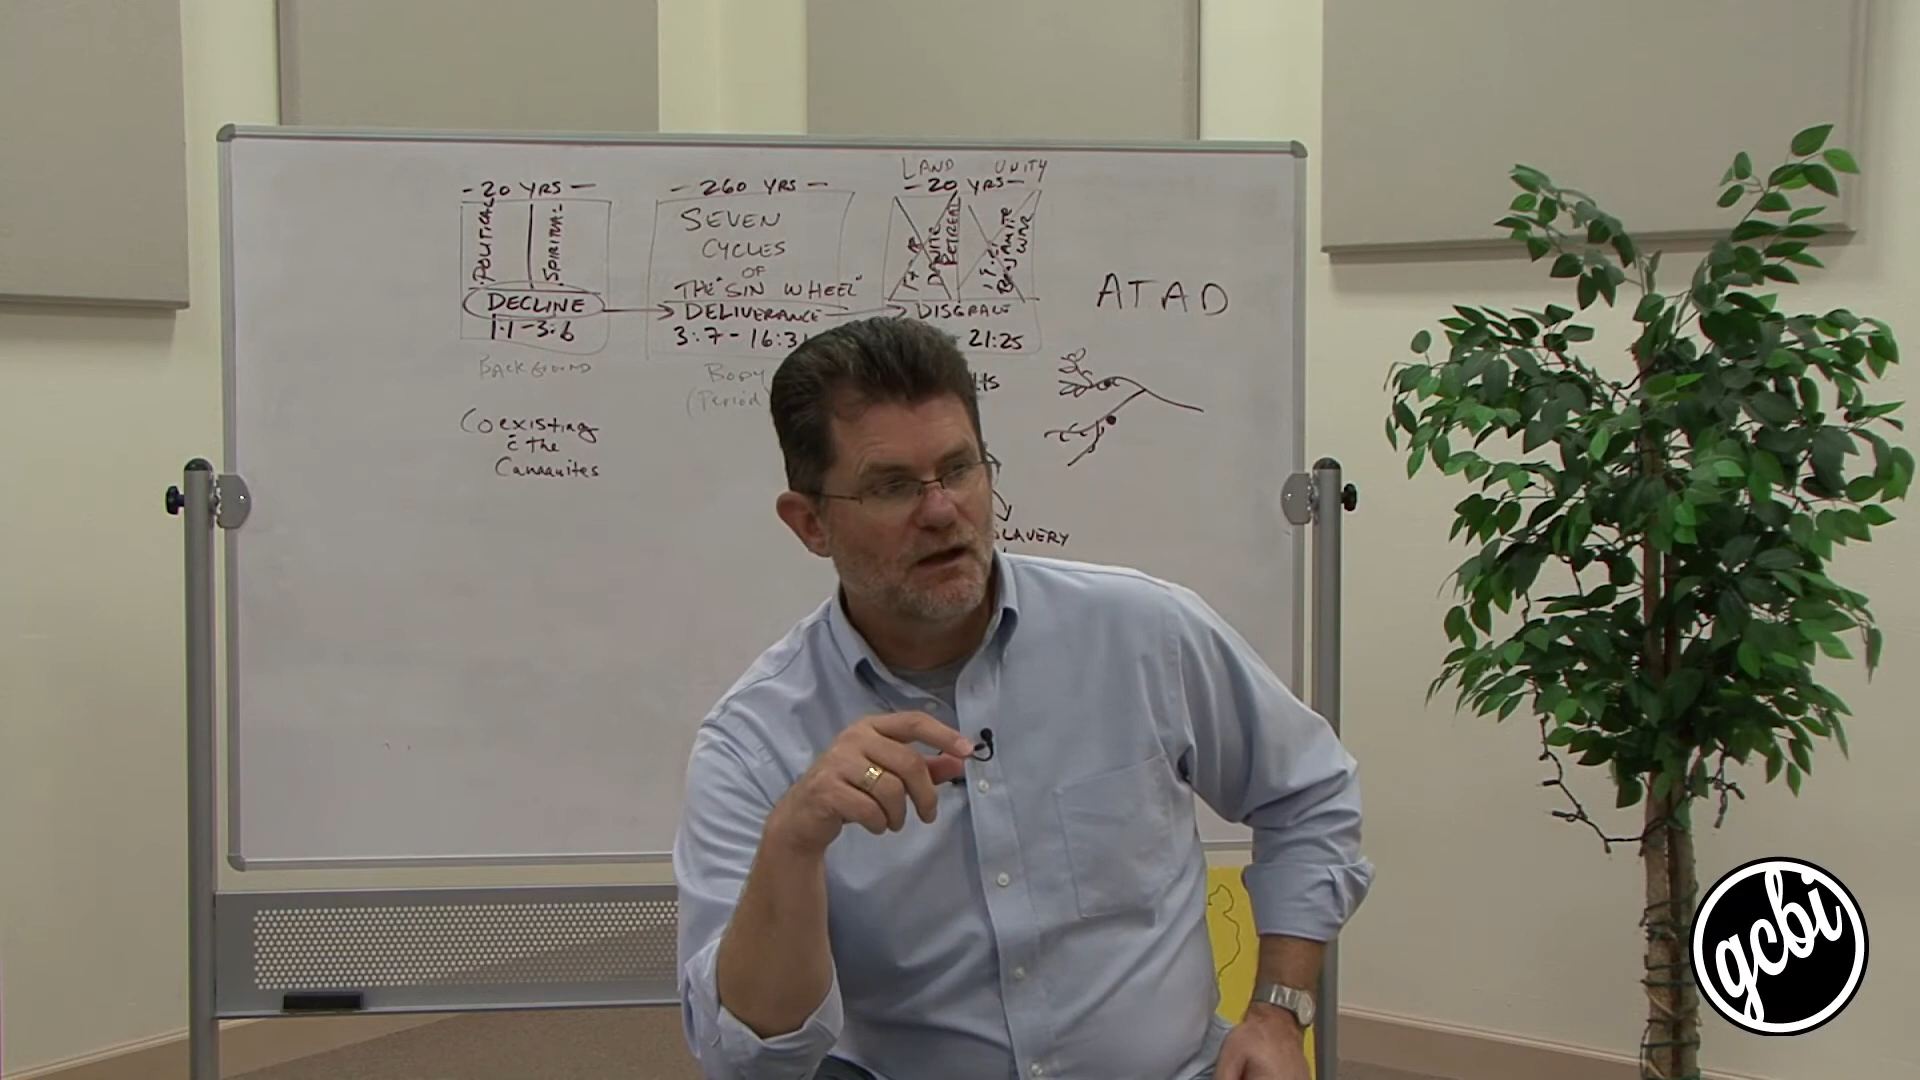 LAND UNITY
- 20 YRS -
- 260 YRS -
- 20 YRS -
POLITICAL
SPIRITUAL
SEVEN
CYCLES
OF
THE "SIN WHEEL"
DANITE
RETREAT
WAR
DECLINE
DELIVERANCE
DISGRACE
1:1-3:6
3:7-16:31
21:25
BACKGROUND
BODY
(Period
Coexisting
c̄ the
Canaanites
ATAD
LAVERY
gcbi